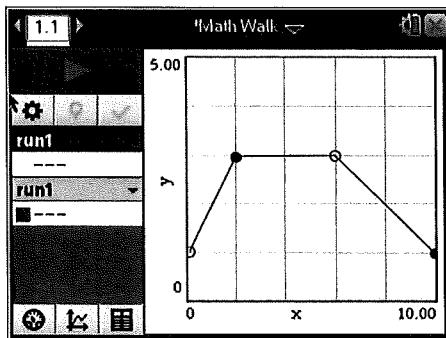 1.1
*Math Walk
run1
---
run1
---
5.00
y
0
0
x
10.00